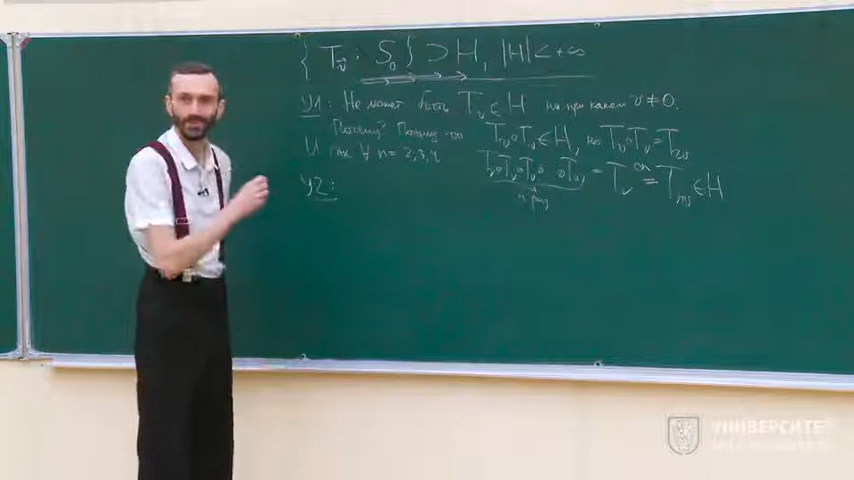 {T_v⃗ ; S_0} ⊃ H, |H| < +∞
У1: Не может быть T_v ∈ H ни при каком v ≠ 0.
Почему? Потому что T_v ∘ T_v ∈ H, но T_v ∘ T_v = T_2v
И так ∀ n = 2,3,4 T_v ∘ T_v ∘ T_v ∘ T_v = T_v^∘n = T_nv ∈ H
n раз
У2:
УНИВЕРСИТЕТ